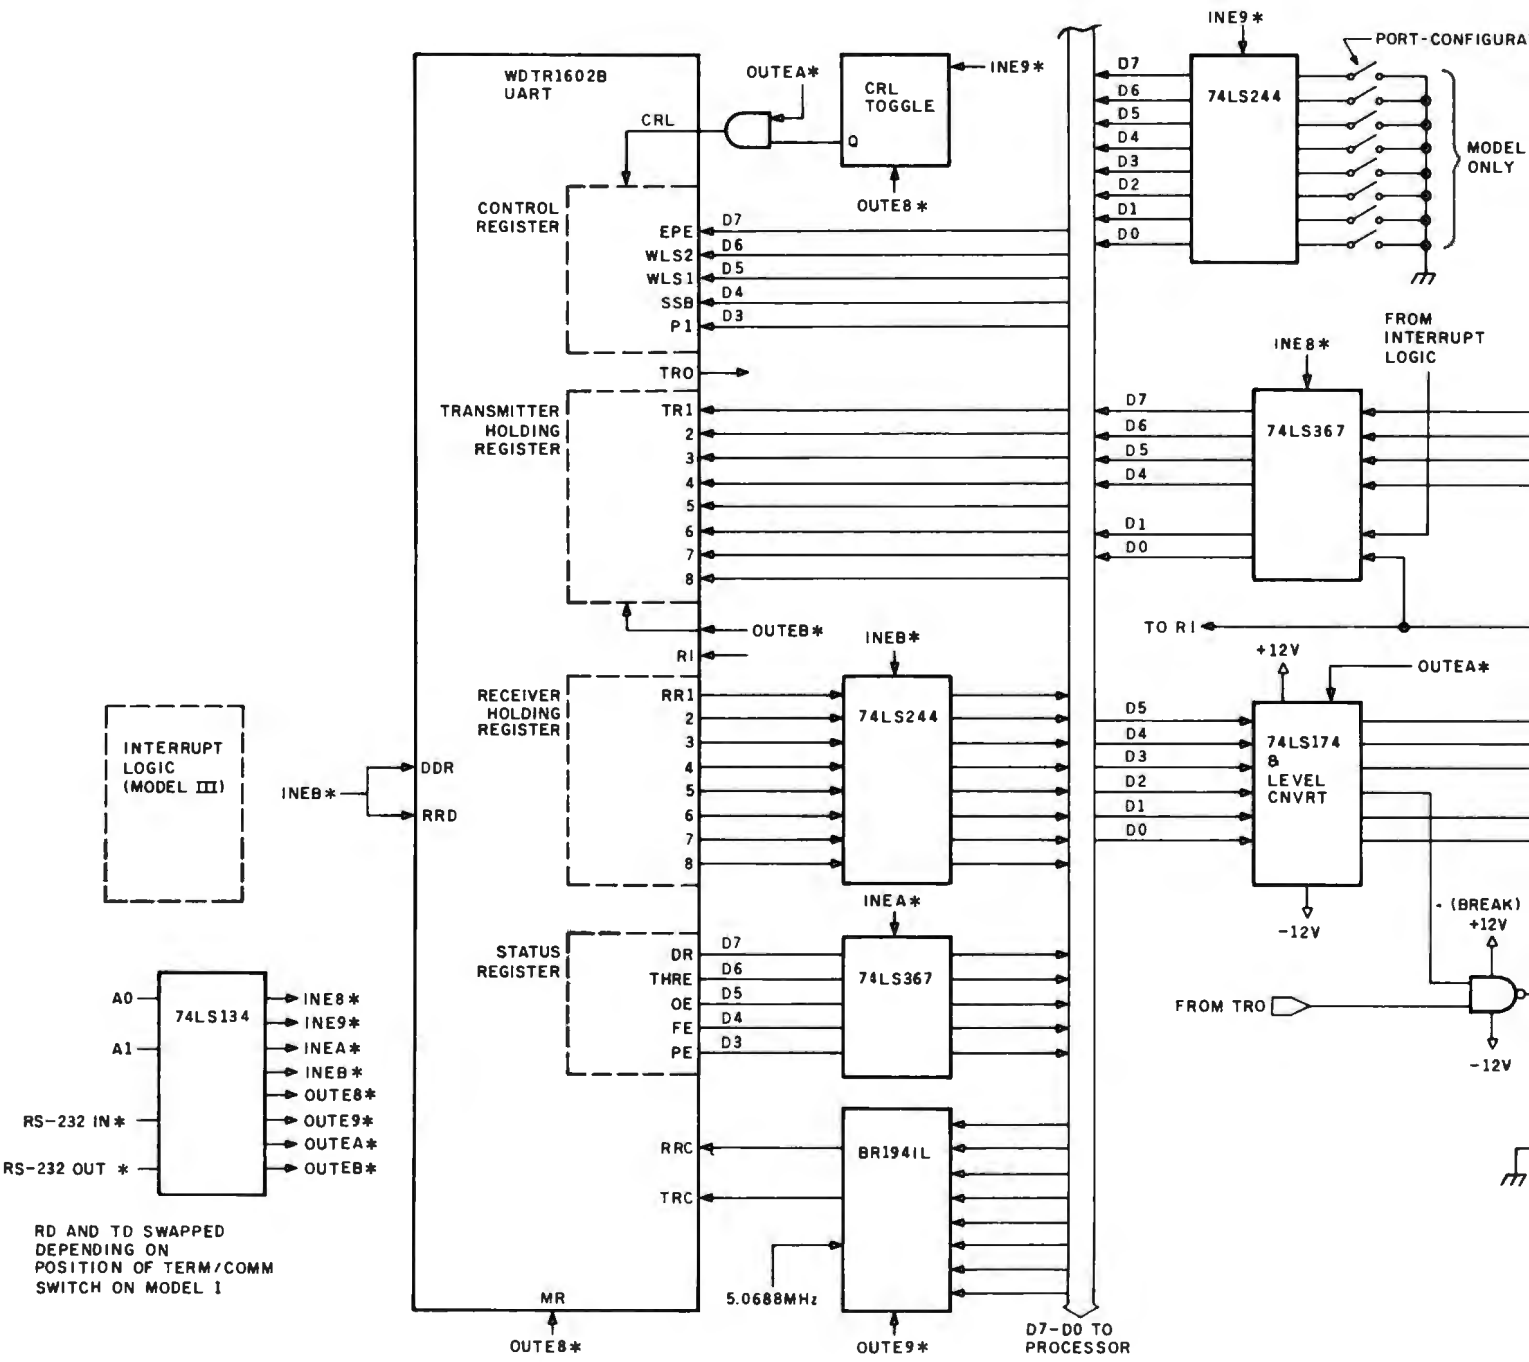 INE9*
PORT-CONFIGURA
WDTR1602B
UART
OUTEA*
INE9*
CRL
TOGGLE
Q
OUTE8*
CRL
D7
D6
D5
D4
D3
D2
D1
D0
74LS244
MODEL
ONLY
CONTROL
REGISTER
EPE
WLS2
WLS1
SSB
P1
D7
D6
D5
D4
D3
FROM
INTERRUPT
LOGIC
INE8*
TRO
TRANSMITTER
HOLDING
REGISTER
TR1
2
3
4
5
6
7
8
D7
D6
D5
D4
D1
D0
74LS367
OUTEB*
RI
TO RI
INEB*
+12V
OUTEA*
RECEIVER
HOLDING
REGISTER
RR1
2
3
4
5
6
7
8
74LS244
D5
D4
D3
D2
D1
D0
74LS174
&
LEVEL
CNVRT
-12V
INTERRUPT
LOGIC
(MODEL III)
INEB*
DDR
RRD
INEA*
- (BREAK)
+12V
STATUS
REGISTER
DR
THRE
OE
FE
PE
D7
D6
D5
D4
D3
74LS367
FROM TRO
-12V
A0
A1
RS-232 IN*
RS-232 OUT *
74LS134
INE8*
INE9*
INEA*
INEB*
OUTE8*
OUTE9*
OUTEA*
OUTEB*
RRC
TRC
BR1941L
5.0688MHz
RD AND TD SWAPPED
DEPENDING ON
POSITION OF TERM/COMM
SWITCH ON MODEL I
MR
OUTE8*
OUTE9*
D7-D0 TO
PROCESSOR